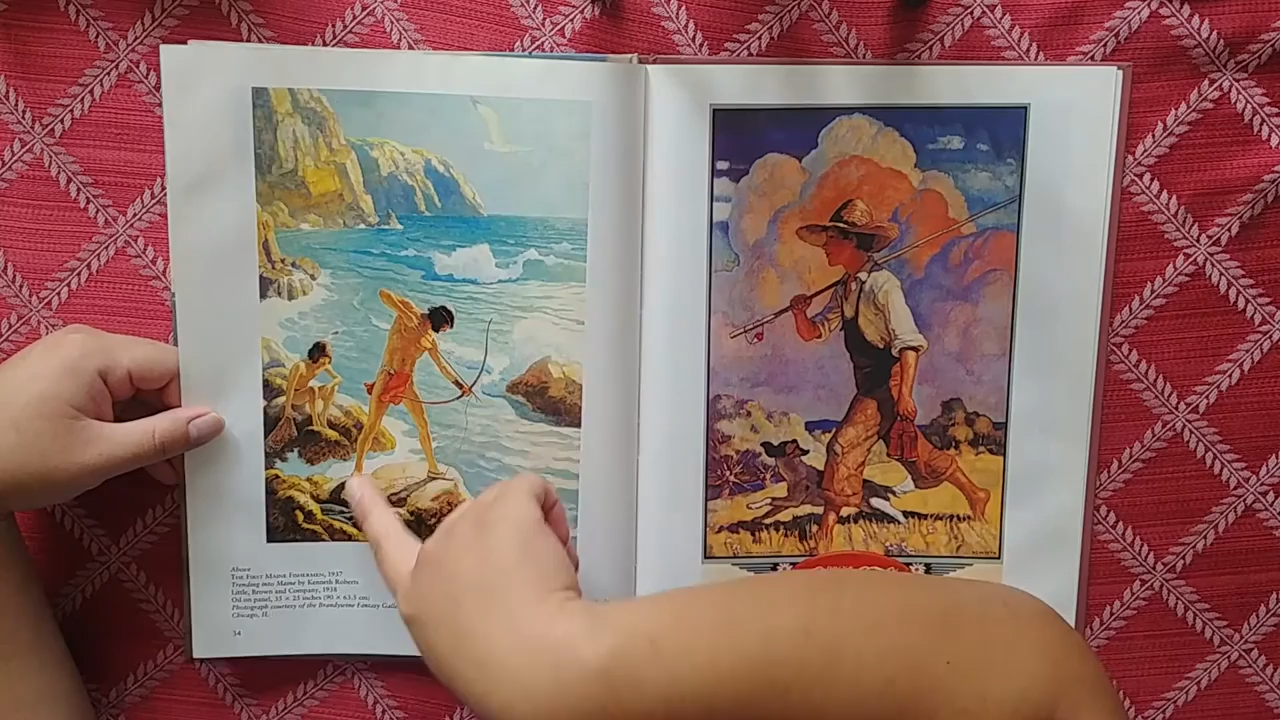 Above
THE FIRST MAINE FISHERMEN, 1937
Trending into Maine by Kenneth Roberts
Little, Brown and Company, 1938
Oil on panel, 35 × 25 inches (90 × 63.5 cm)
Photograph courtesy of the Brandywine Fantasy Galle
Chicago, IL
34